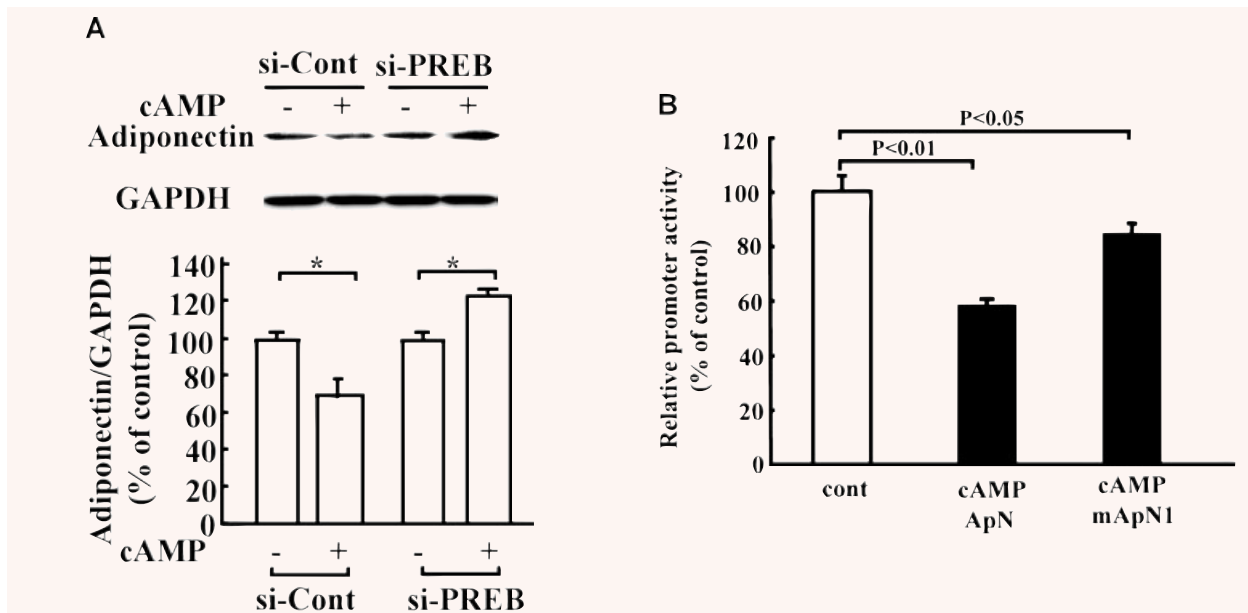 A
si-Cont si-PREB
cAMP - + - +
Adiponectin
GAPDH
Adiponectin/GAPDH
(% of control)
140
120
100
80
60
40
20
0
*
*
cAMP - + - +
si-Cont si-PREB
B
Relative promoter activity
(% of control)
120
100
80
60
40
20
0
P<0.05
P<0.01
cont
cAMP
ApN
cAMP
mApN1